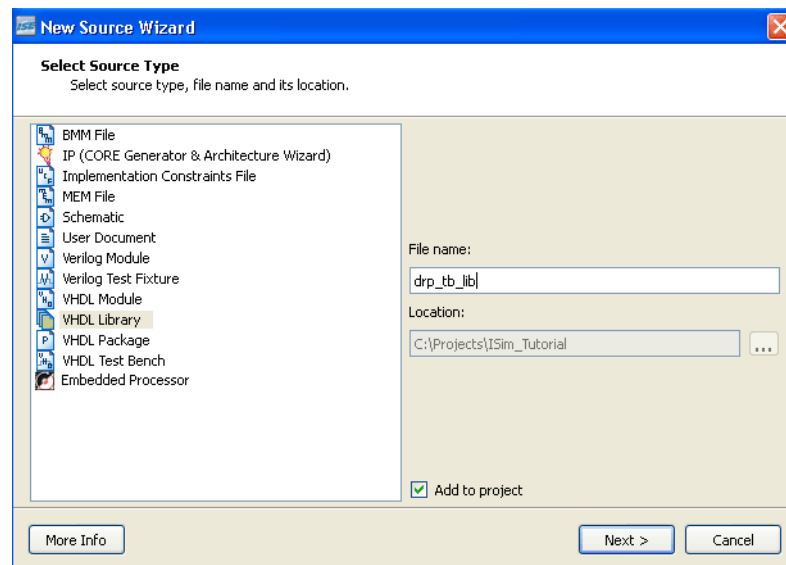 ISE New Source Wizard
Select Source Type
Select source type, file name and its location.
BMM File
IP (CORE Generator & Architecture Wizard)
Implementation Constraints File
MEM File
Schematic
User Document
Verilog Module
Verilog Test Fixture
VHDL Module
VHDL Library
VHDL Package
VHDL Test Bench
Embedded Processor
File name:
drp_tb_lib
Location:
C:\Projects\ISim_Tutorial
...
Add to project
More Info
Next >
Cancel